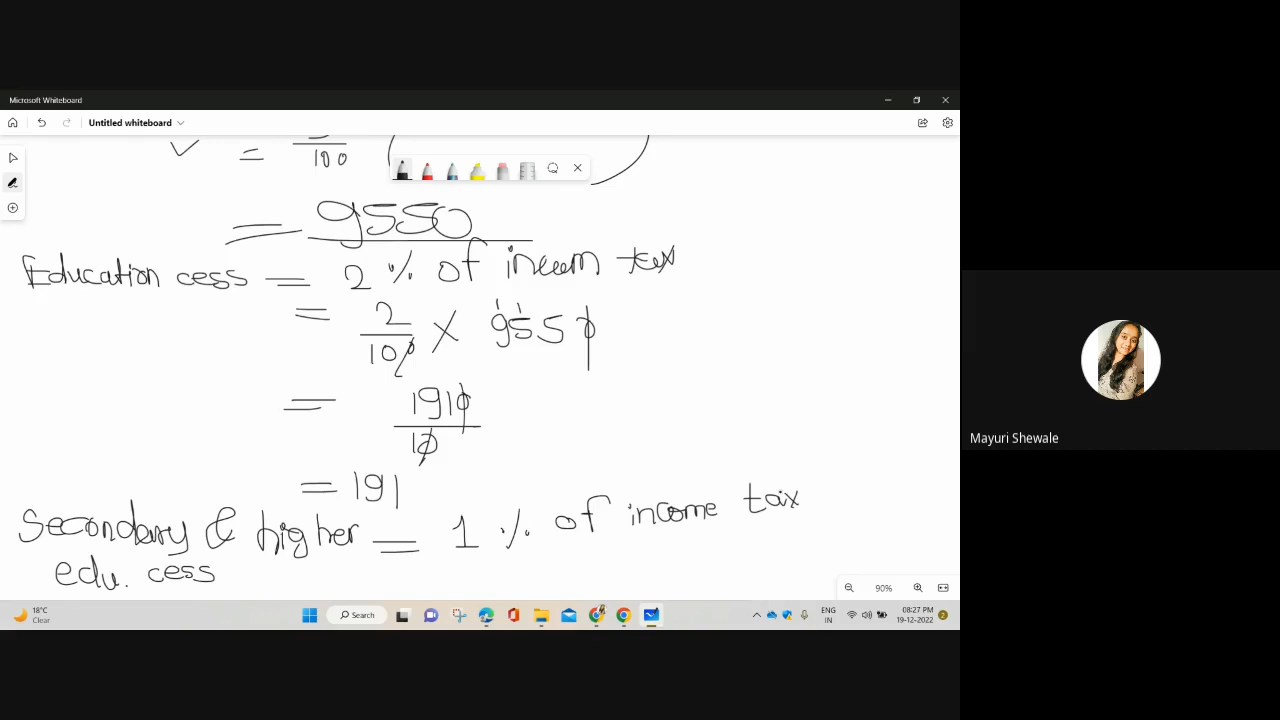 Microsoft Whiteboard
Untitled whiteboard
= /100
= 9550
Education cess = 2 % of incum tax
= 2/100 × 9550
= 1910/10
= 191
Secondary & higher = 1 % of income tax
edu. cess
90%
Mayuri Shewale
18°C
Clear
Search
ENG
IN
08:27 PM
19-12-2022
2